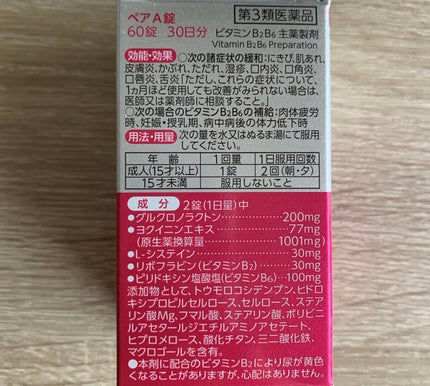 ペアA錠
第3類医薬品
60錠 30日分
ビタミンB2B6 主薬製剤
Vitamin B2B6 Preparation
効能・効果 ○次の諸症状の緩和:にきび,肌あれ,
皮膚炎,かぶれ,ただれ,湿疹,口内炎,口角炎,
口唇炎,舌炎「ただし,これらの症状について,
1ヵ月ほど使用しても改善がみられない場合は,
医師又は薬剤師に相談すること。」
○次の場合のビタミンB2B6の補給:肉体疲労
時,妊娠・授乳期,病中病後の体力低下時
用法・用量 次の量を水又はぬるま湯にて服用
してください。
年 齢 1回量 1日服用回数
成人(15才以上) 1錠 2回(朝・夕)
15才未満 服用しないこと
成 分 2錠(1日量)中
●グルクロノラクトン……………… 200mg
●ヨクイニンエキス………………… 77mg
(原生薬換算量……………… 1001mg)
●L-システイン……………………… 30mg
●リボフラビン(ビタミンB2)………… 30mg
●ピリドキシン塩酸塩(ビタミンB6)…100mg
添加物として,トウモロコシデンプン,ヒドロ
キシプロピルセルロース,セルロース,ステアリ
ン酸Mg,フマル酸,ステアリン酸,ポリビニ
ルアセタールジエチルアミノアセテート,
ヒプロメロース,酸化チタン,三二酸化鉄,
マクロゴールを含有。
●本剤に配合のビタミンB2により尿が黄色
くなることがありますが,心配はありません。